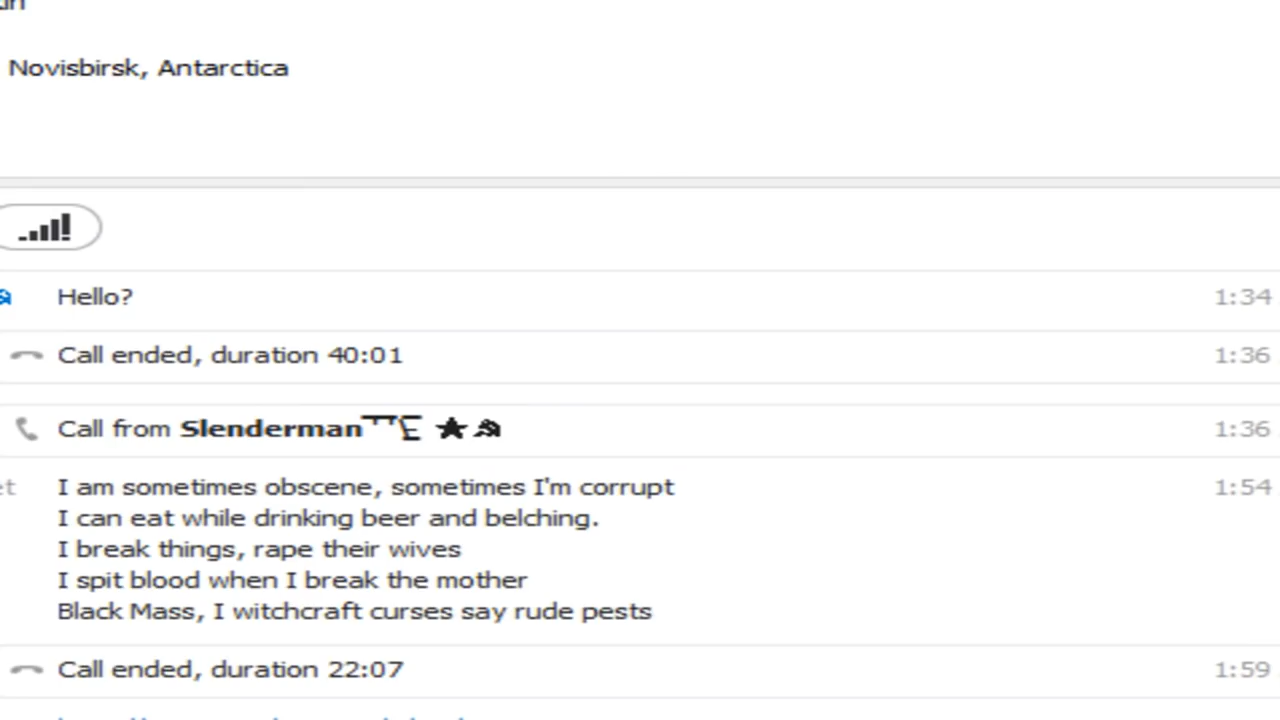 Novisbirsk, Antarctica
Hello?
1:34
Call ended, duration 40:01
1:36
Call from Slenderman
1:36
I am sometimes obscene, sometimes I'm corrupt
1:54
I can eat while drinking beer and belching.
I break things, rape their wives
I spit blood when I break the mother
Black Mass, I witchcraft curses say rude pests
Call ended, duration 22:07
1:59